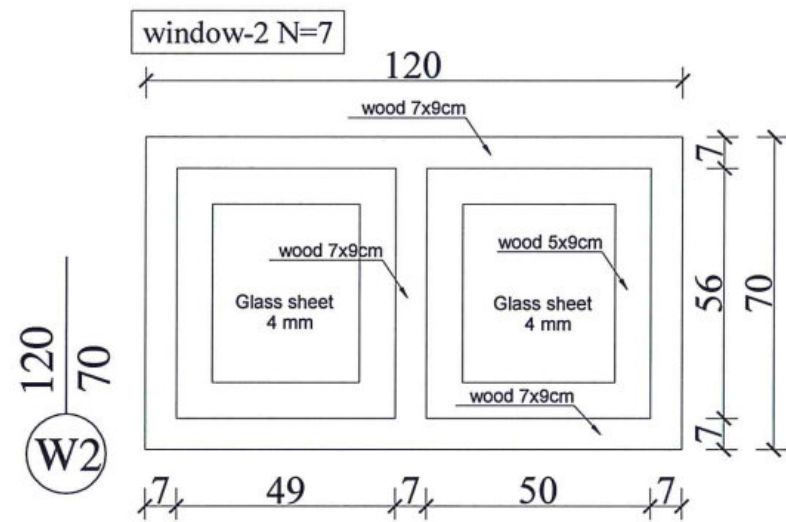 window-2 N=7
120
wood 7x9cm
7
wood 7x9cm
wood 5x9cm
Glass sheet
4 mm
Glass sheet
4 mm
56
70
120
70
wood 7x9cm
7
W2
7
49
7
50
7